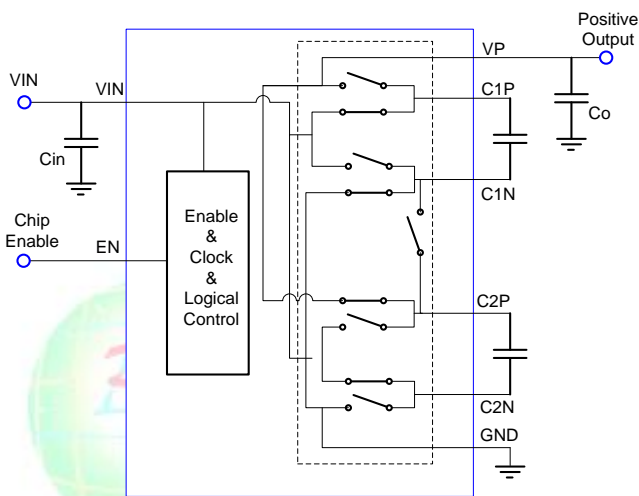 Positive
Output
VP
VIN
VIN
C1P
Co
Cin
C1N
Chip
Enable
EN
Enable
&
Clock
&
Logical
Control
C2P
C2N
GND